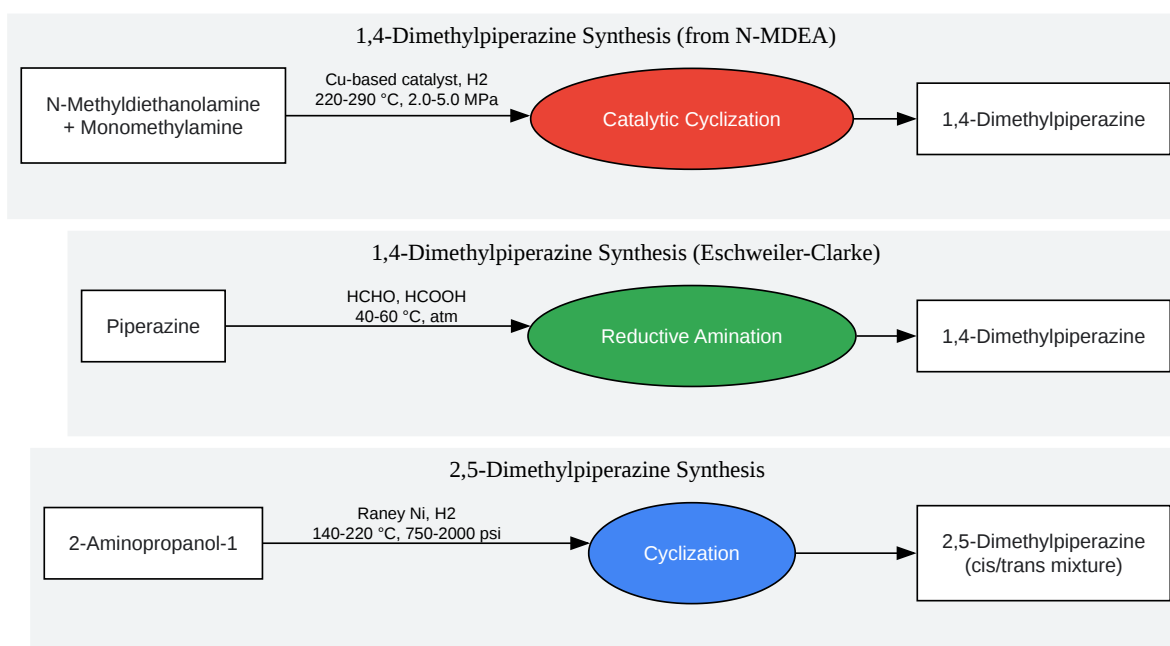 1,4-Dimethylpiperazine Synthesis (from N-MDEA)
N-Methyldiethanolamine
+ Monomethylamine
Cu-based catalyst, H2
220-290 °C, 2.0-5.0 MPa
Catalytic Cyclization
1,4-Dimethylpiperazine
1,4-Dimethylpiperazine Synthesis (Eschweiler-Clarke)
Piperazine
HCHO, HCOOH
40-60 °C, atm
Reductive Amination
1,4-Dimethylpiperazine
2,5-Dimethylpiperazine Synthesis
2-Aminopropanol-1
Raney Ni, H2
140-220 °C, 750-2000 psi
Cyclization
2,5-Dimethylpiperazine
(cis/trans mixture)